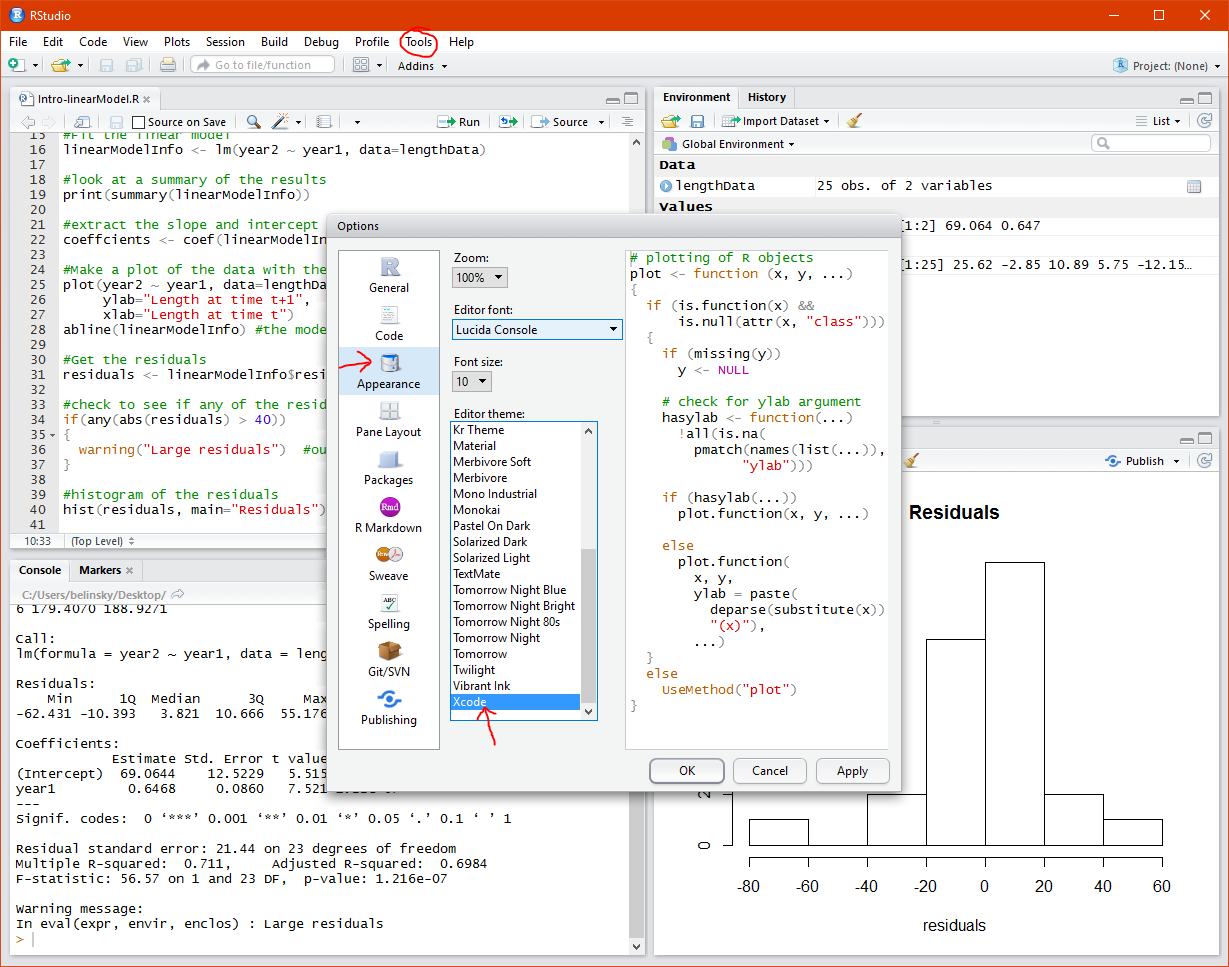 RStudio
File Edit Code View Plots Session Build Debug Profile Tools Help
Go to file/function Addins Project: (None)
Intro-linearModel.R
Source on Save Run Source
15 #Fit the linear model
16 linearModelInfo <- lm(year2 ~ year1, data=lengthData)
17
18 #look at a summary of the results
19 print(summary(linearModelInfo))
20
21 #extract the slope and intercept
22 coeffcients <- coef(linearModelIn
23
24 #Make a plot of the data with the
25 plot(year2 ~ year1, data=lengthDa
26 ylab="Length at time t+1",
27 xlab="Length at time t")
28 abline(linearModelInfo) #the mode
29
30 #Get the residuals
31 residuals <- linearModelInfo$resi
32
33 #check to see if any of the resid
34 if(any(abs(residuals) > 40))
35 {
36 warning("Large residuals") #ou
37 }
38
39 #histogram of the residuals
40 hist(residuals, main="Residuals")
41
10:33 (Top Level)
Console Markers
C:/Users/belinsky/Desktop/
6 179.4070 188.9271
Call:
lm(formula = year2 ~ year1, data = leng
Residuals:
Min 1Q Median 3Q Max
-62.431 -10.393 3.821 10.666 55.176
Coefficients:
Estimate Std. Error t value
(Intercept) 69.0644 12.5229 5.515
year1 0.6468 0.0860 7.521
---
Signif. codes: 0 ‘***’ 0.001 ‘**’ 0.01 ‘*’ 0.05 ‘.’ 0.1 ‘ ’ 1
Residual standard error: 21.44 on 23 degrees of freedom
Multiple R-squared: 0.711, Adjusted R-squared: 0.6984
F-statistic: 56.57 on 1 and 23 DF, p-value: 1.216e-07
Warning message:
In eval(expr, envir, enclos) : Large residuals
>
Options
General
Code
Appearance
Pane Layout
Packages
Rmd
R Markdown
Sweave
ABC
Spelling
Git/SVN
Publishing
Zoom:
100%
Editor font:
Lucida Console
Font size:
10
Editor theme:
Kr Theme
Material
Merbivore Soft
Merbivore
Mono Industrial
Monokai
Pastel On Dark
Solarized Dark
Solarized Light
TextMate
Tomorrow Night Blue
Tomorrow Night Bright
Tomorrow Night 80s
Tomorrow Night
Tomorrow
Twilight
Vibrant Ink
Xcode
# plotting of R objects
plot <- function (x, y, ...)
{
if (is.function(x) &&
is.null(attr(x, "class")))
{
if (missing(y))
y <- NULL
# check for ylab argument
hasylab <- function(...)
!all(is.na(
pmatch(names(list(...)),
"ylab")))
if (hasylab(...))
plot.function(x, y, ...)
else
plot.function(
x, y,
ylab = paste(
deparse(substitute(x))
"(x)"),
...)
}
else
UseMethod("plot")
}
OK Cancel Apply
Environment History
Import Dataset List
Global Environment
Data
lengthData 25 obs. of 2 variables
Values
[1:2] 69.064 0.647
[1:25] 25.62 -2.85 10.89 5.75 -12.15…
Publish
Residuals
2
0
-80 -60 -40 -20 0 20 40 60
residuals